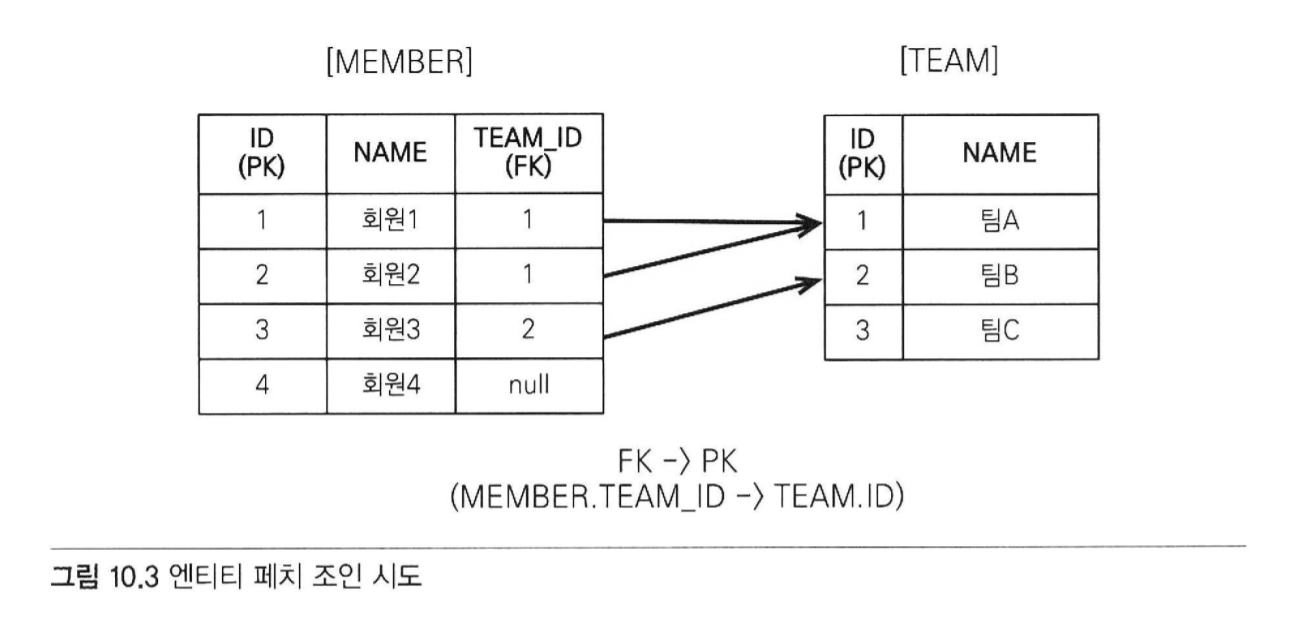 [MEMBER]
ID (PK) NAME TEAM_ID (FK)
1 회원1 1
2 회원2 1
3 회원3 2
4 회원4 null
[TEAM]
ID (PK) NAME
1 팀A
2 팀B
3 팀C
FK -> PK
(MEMBER.TEAM_ID -> TEAM.ID)
그림 10.3 엔티티 페치 조인 시도